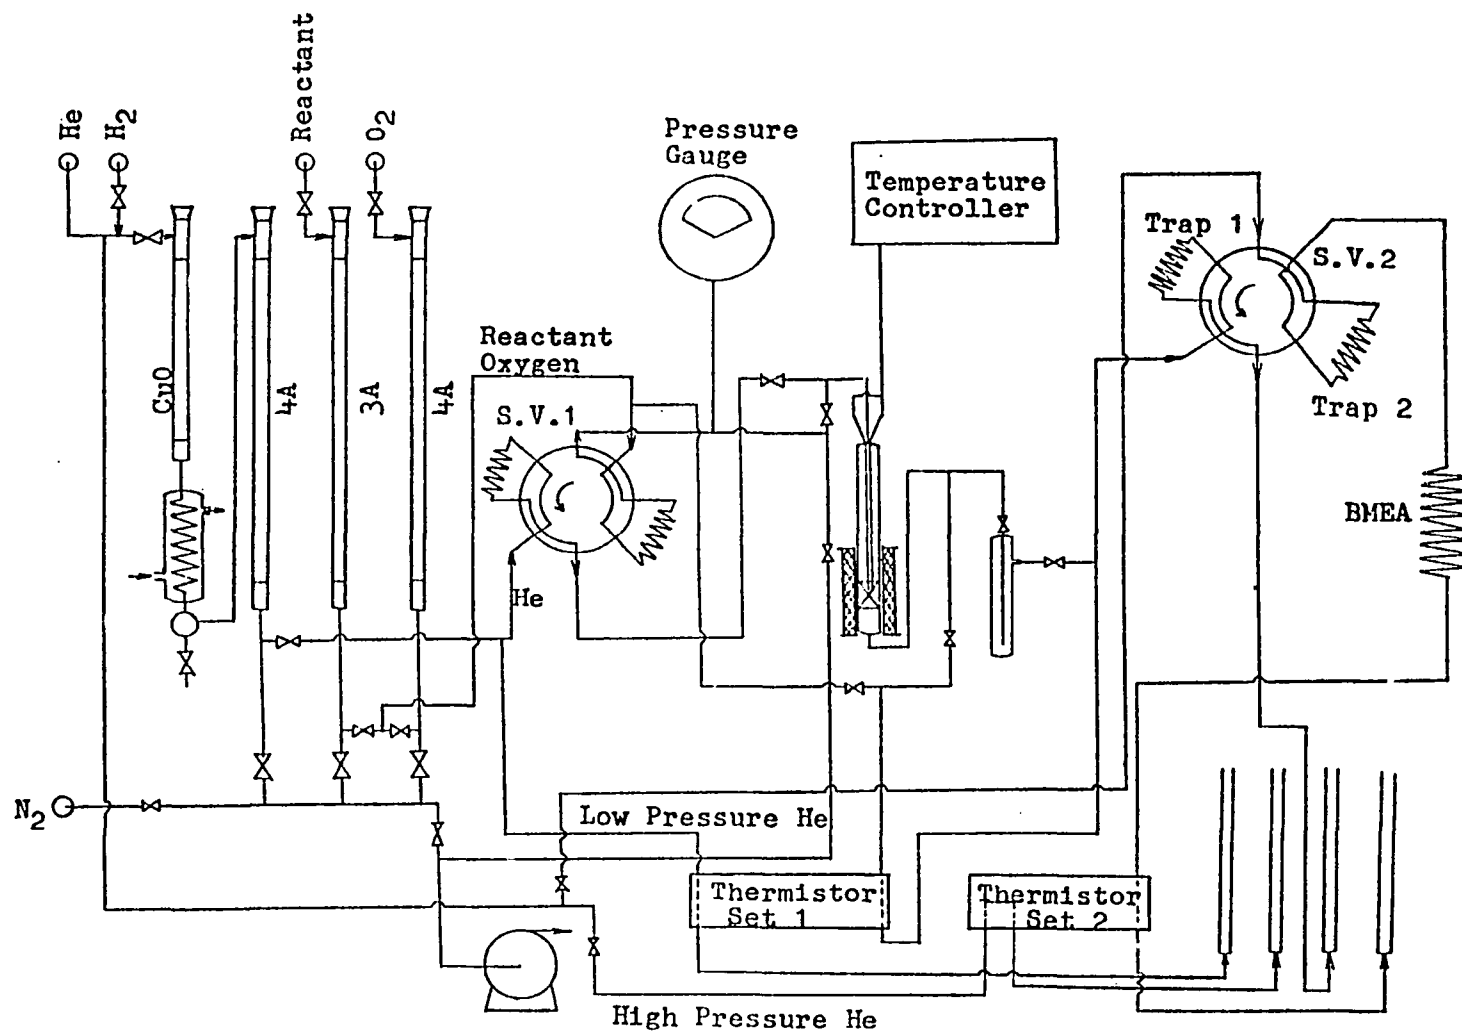 He
H2
Reactant
O2
Pressure
Gauge
Temperature
Controller
Trap 1
S.V.2
Trap 2
Reactant
Oxygen
S.V.1
CuO
4A
3A
4A
BMEA
He
N2
Low Pressure He
Thermistor
Set 1
Thermistor
Set 2
High Pressure He